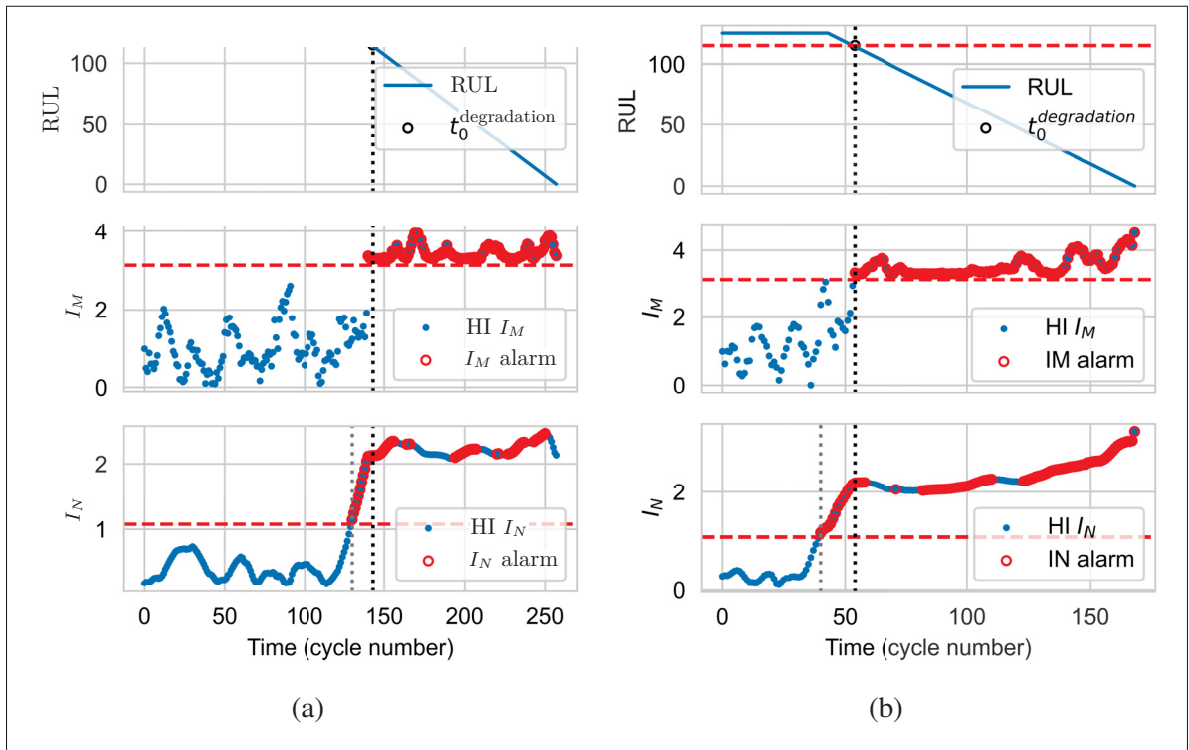 100
50
0
RUL
RUL
t_0^degradation
4
2
0
I_M
HI I_M
I_M alarm
2
1
I_N
HI I_N
I_N alarm
0 50 100 150 200 250
Time (cycle number)
(a)
100
50
0
RUL
RUL
t_0^degradation
4
2
0
I_M
HI I_M
IM alarm
2
0
I_N
HI I_N
IN alarm
0 50 100 150
Time (cycle number)
(b)